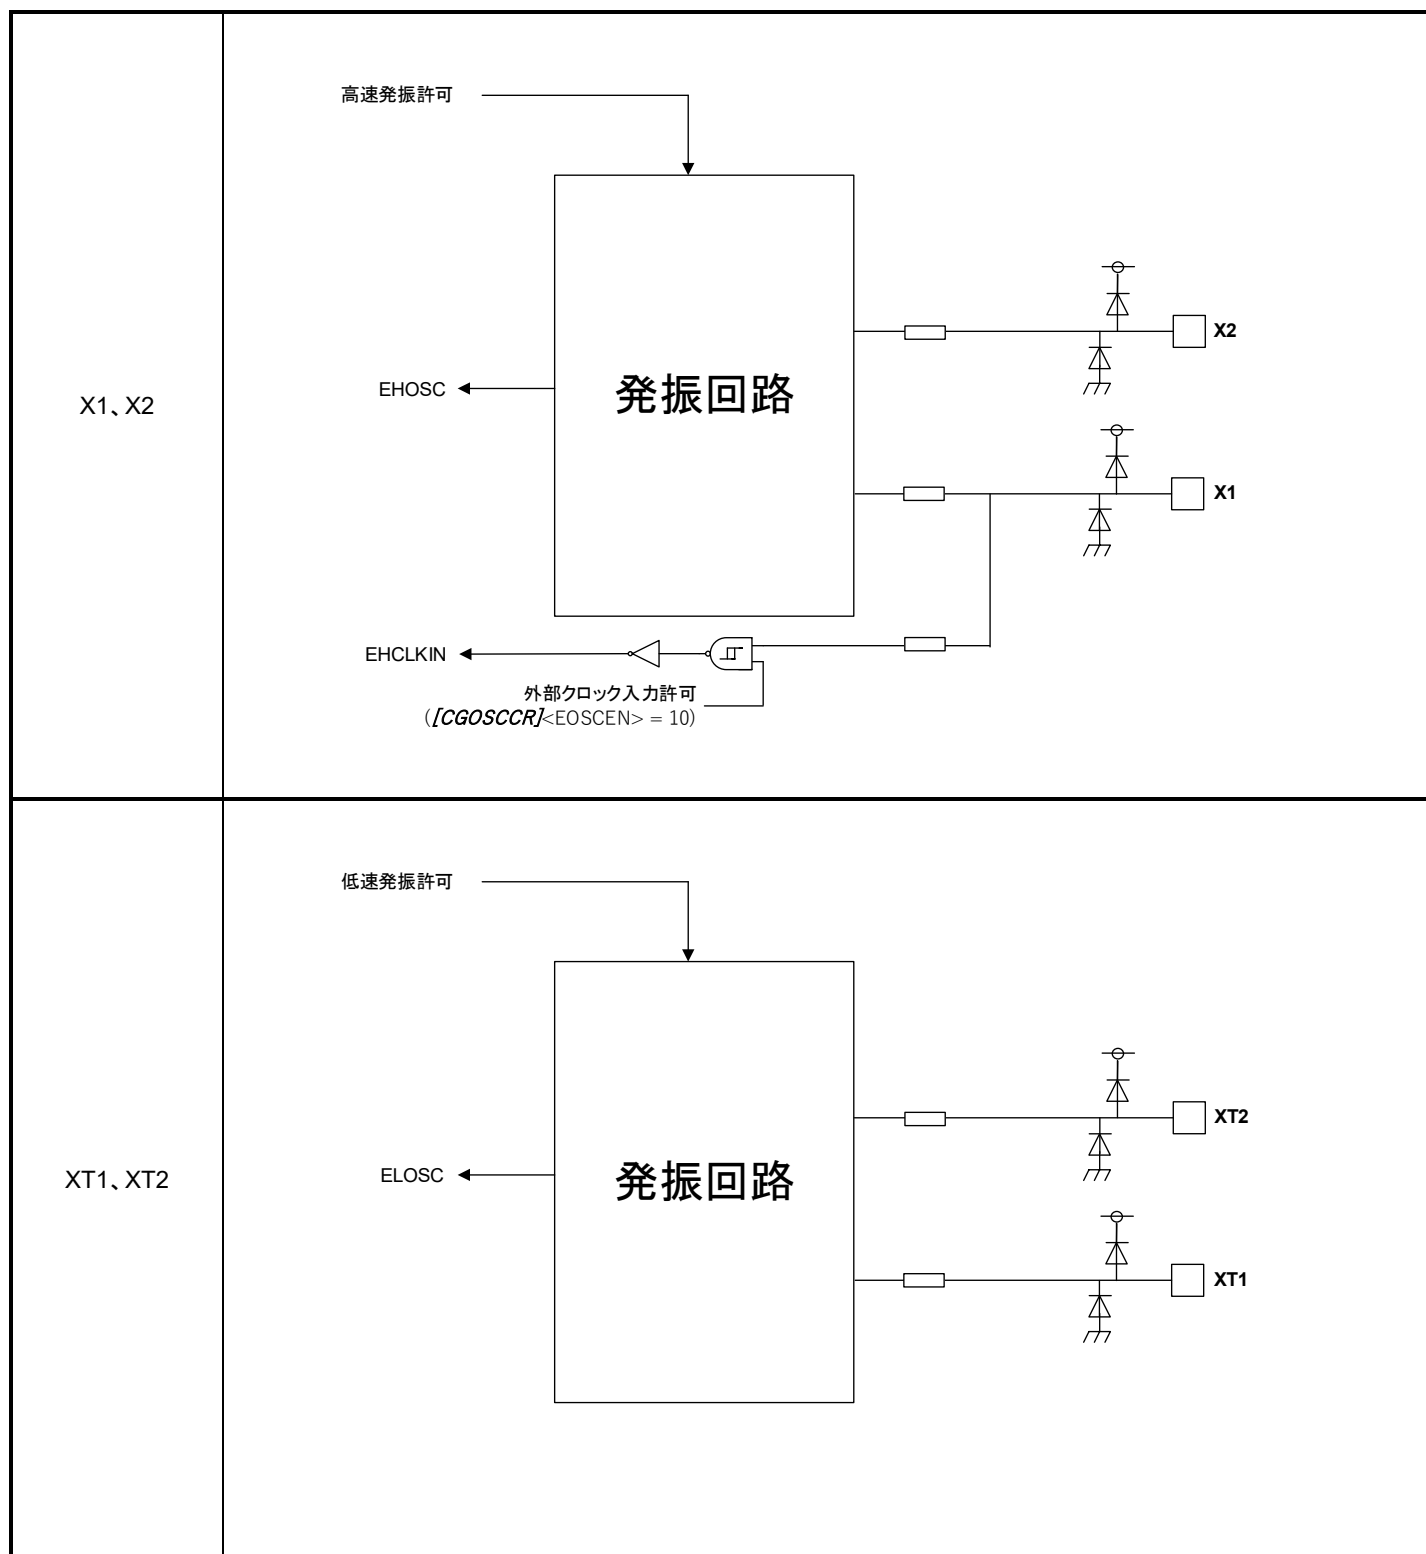 X1、X2
高速発振許可
発振回路
X2
EHOSC
X1
EHCLKIN
外部クロック入力許可
([CGOSCCR]<EOSCEN> = 10)
XT1、XT2
低速発振許可
発振回路
XT2
ELOSC
XT1